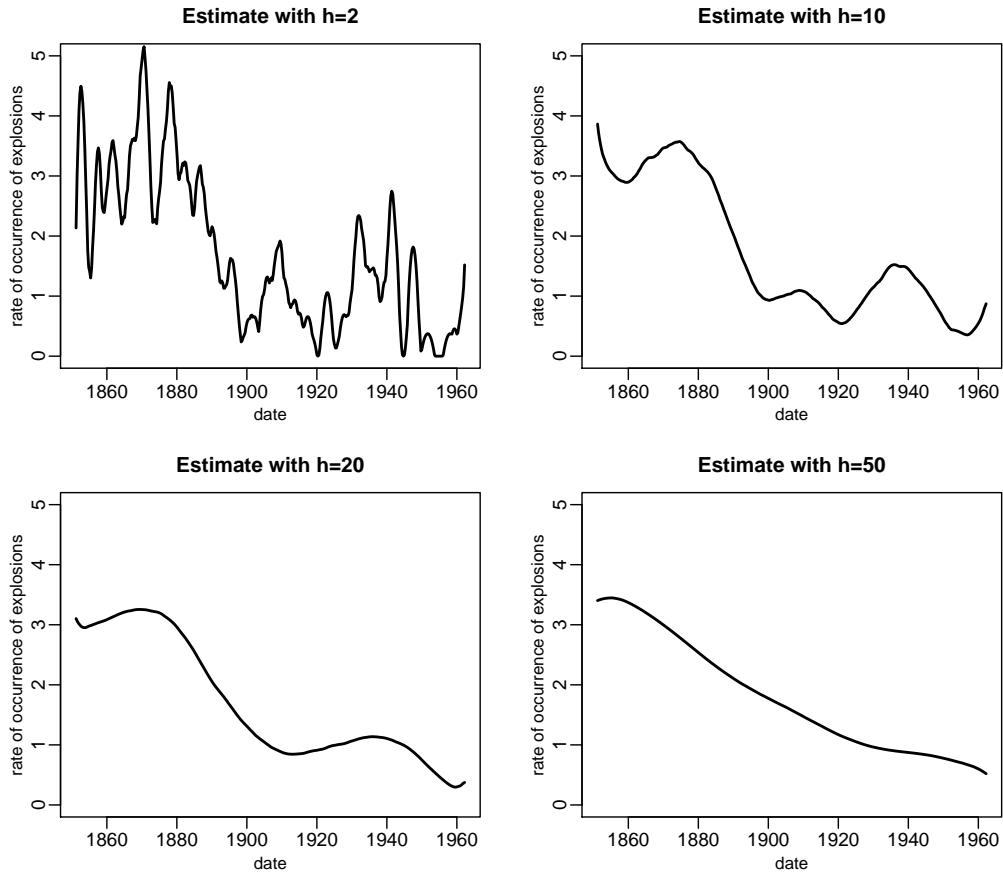 Estimate with h=2
rate of occurrence of explosions
5
4
3
2
1
0
1860 1880 1900 1920 1940 1960
date
Estimate with h=10
rate of occurrence of explosions
5
4
3
2
1
0
1860 1880 1900 1920 1940 1960
date
Estimate with h=20
rate of occurrence of explosions
5
4
3
2
1
0
1860 1880 1900 1920 1940 1960
date
Estimate with h=50
rate of occurrence of explosions
5
4
3
2
1
0
1860 1880 1900 1920 1940 1960
date